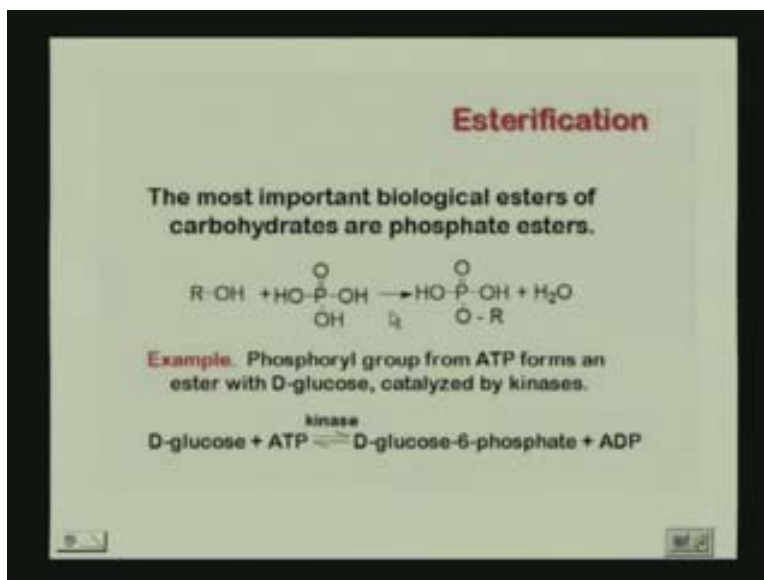 Esterification
The most important biological esters of
carbohydrates are phosphate esters.
O O
R-OH + HO-P-OH → HO-P-OH + H₂O
OH O-R
Example. Phosphoryl group from ATP forms an
ester with D-glucose, catalyzed by kinases.
kinase
D-glucose + ATP ⇌ D-glucose-6-phosphate + ADP